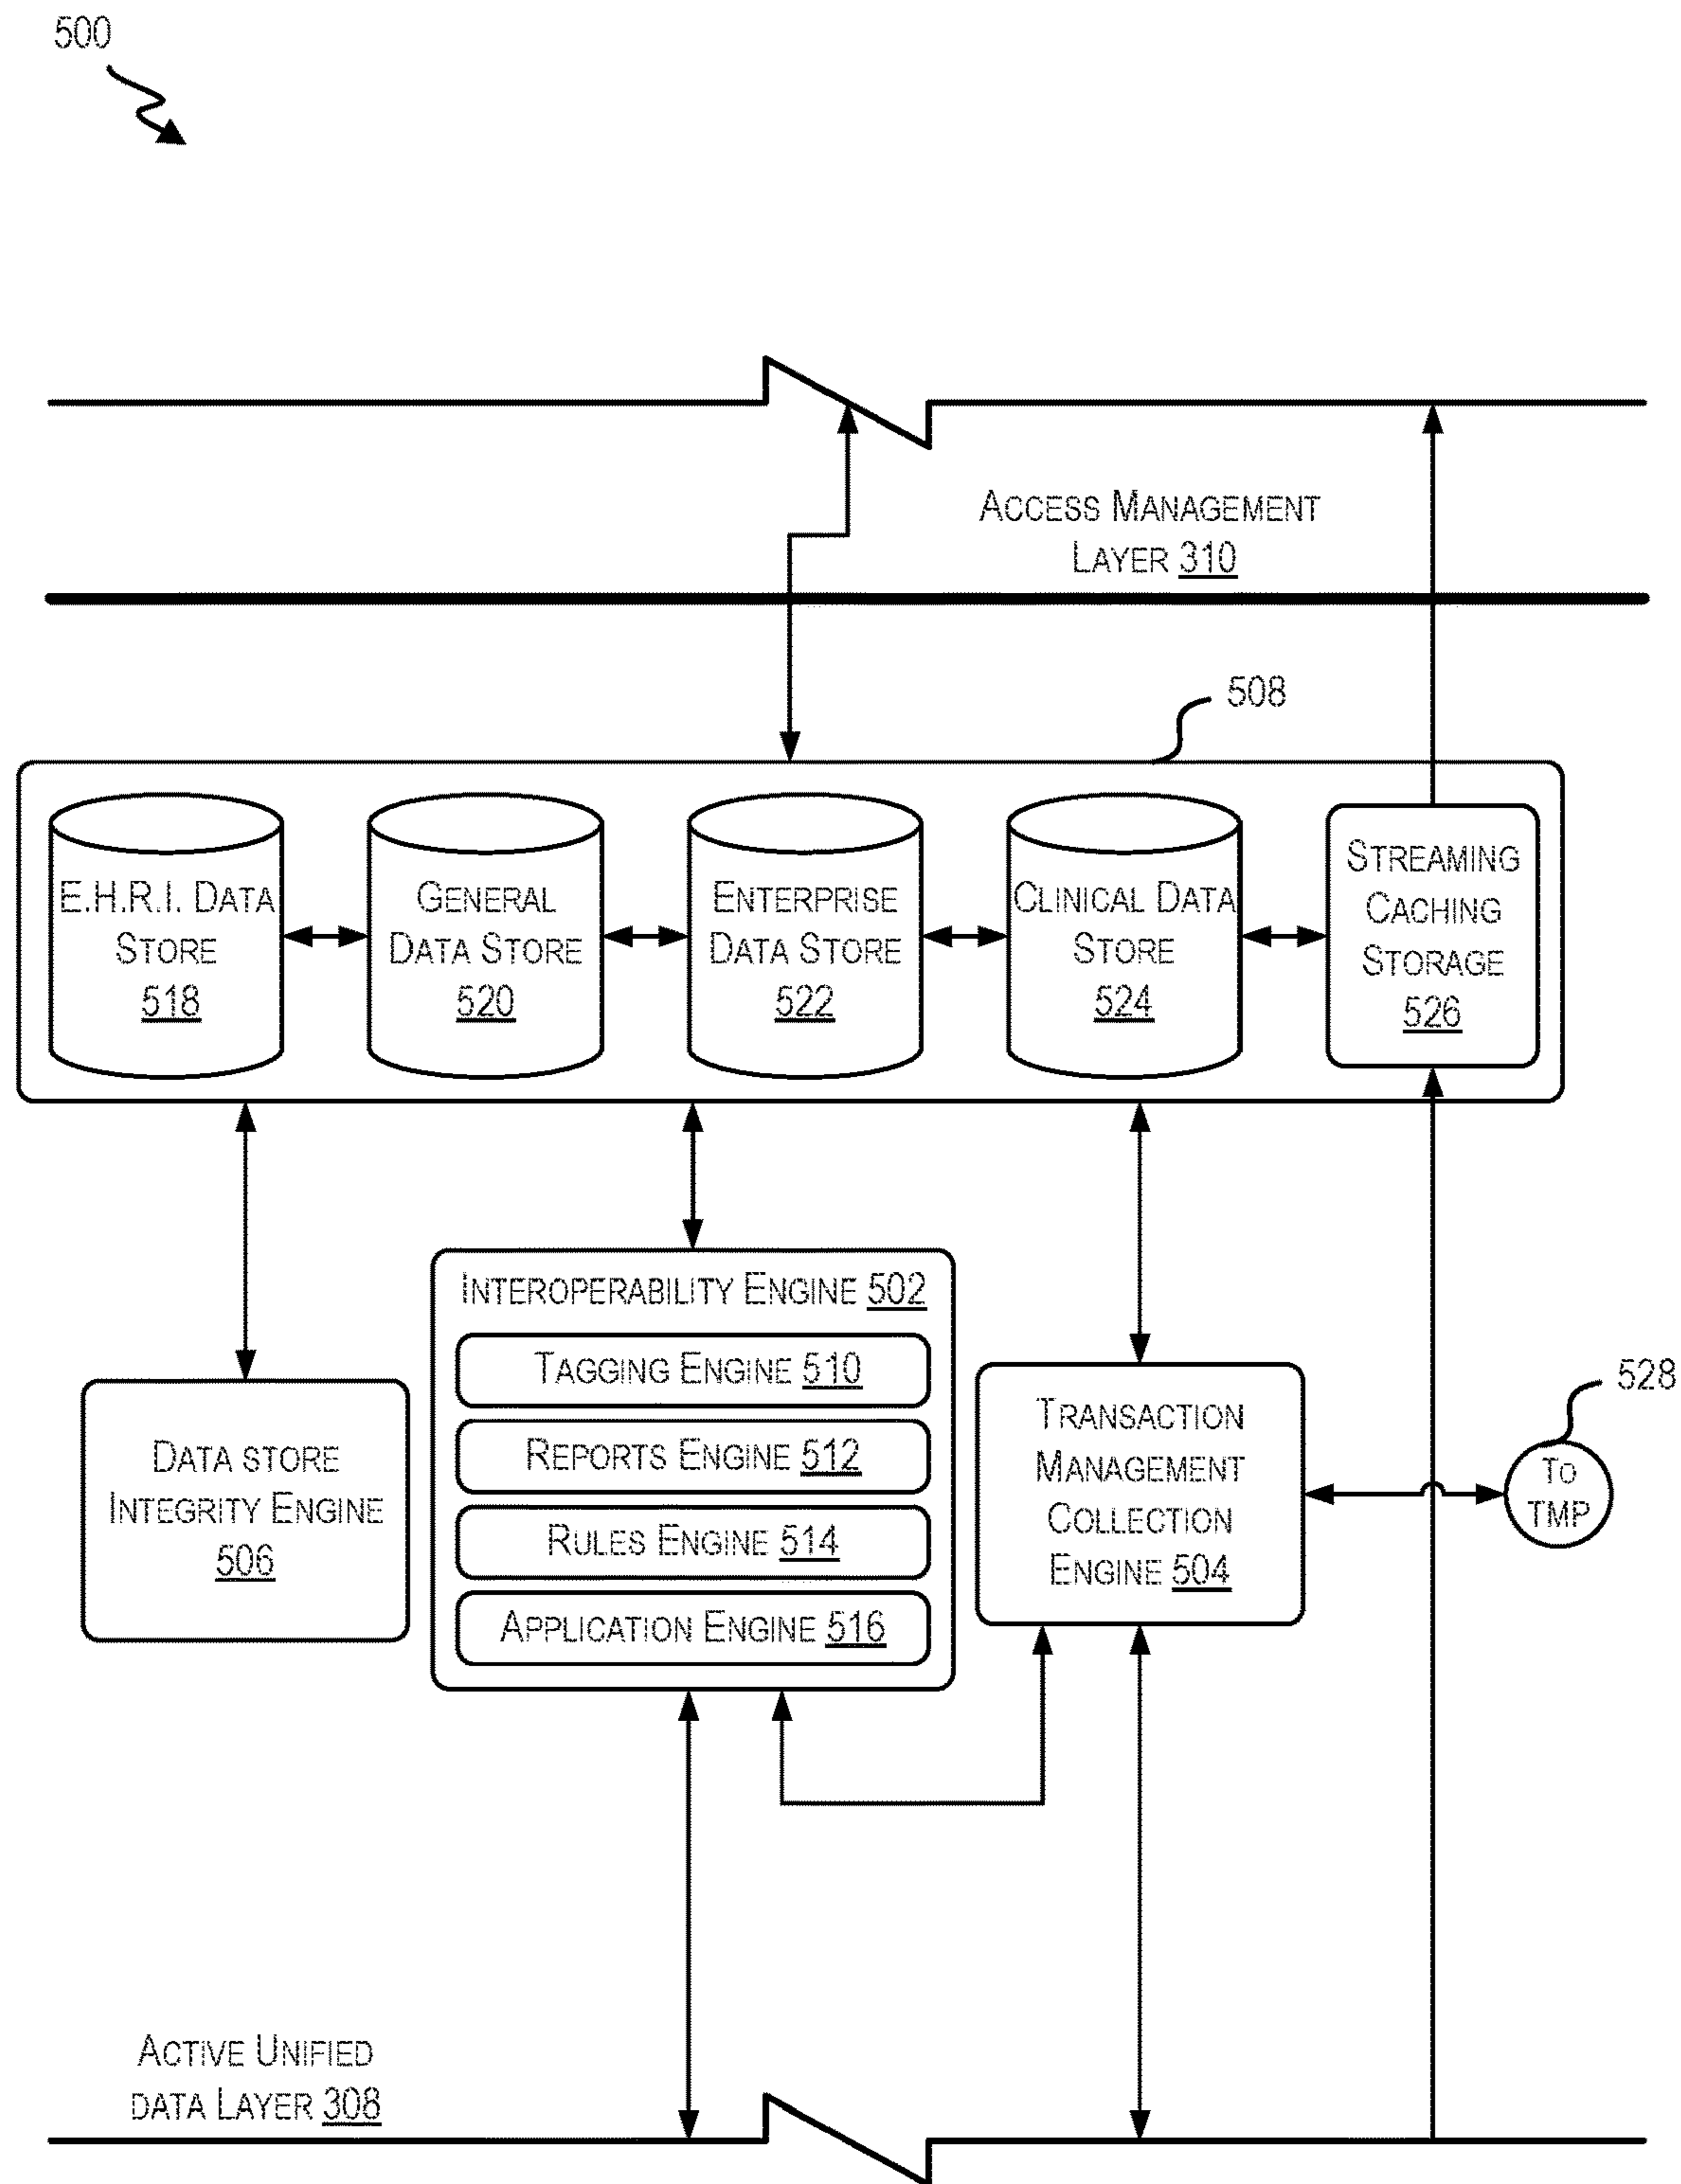 500
ACCESS MANAGEMENT
LAYER 310
508
E.H.R.I. DATA
STORE
518
GENERAL
DATA STORE
520
ENTERPRISE
DATA STORE
522
CLINICAL DATA
STORE
524
STREAMING
CACHING
STORAGE
526
INTEROPERABILITY ENGINE 502
TAGGING ENGINE 510
REPORTS ENGINE 512
RULES ENGINE 514
APPLICATION ENGINE 516
DATA STORE
INTEGRITY ENGINE
506
TRANSACTION
MANAGEMENT
COLLECTION
ENGINE 504
528
TO
TMP
ACTIVE UNIFIED
DATA LAYER 308